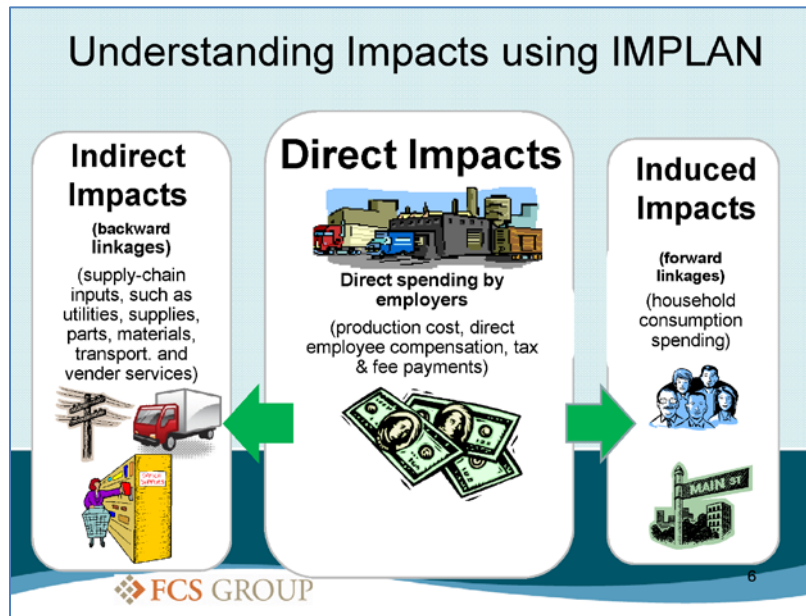 Understanding Impacts using IMPLAN
Indirect
Impacts
(backward
linkages)
(supply-chain
inputs, such as
utilities, supplies,
parts, materials,
transport. and
vender services)
Direct Impacts
Direct spending by
employers
(production cost, direct
employee compensation, tax
& fee payments)
Induced
Impacts
(forward
linkages)
(household
consumption
spending)
MAIN ST
6
FCS GROUP